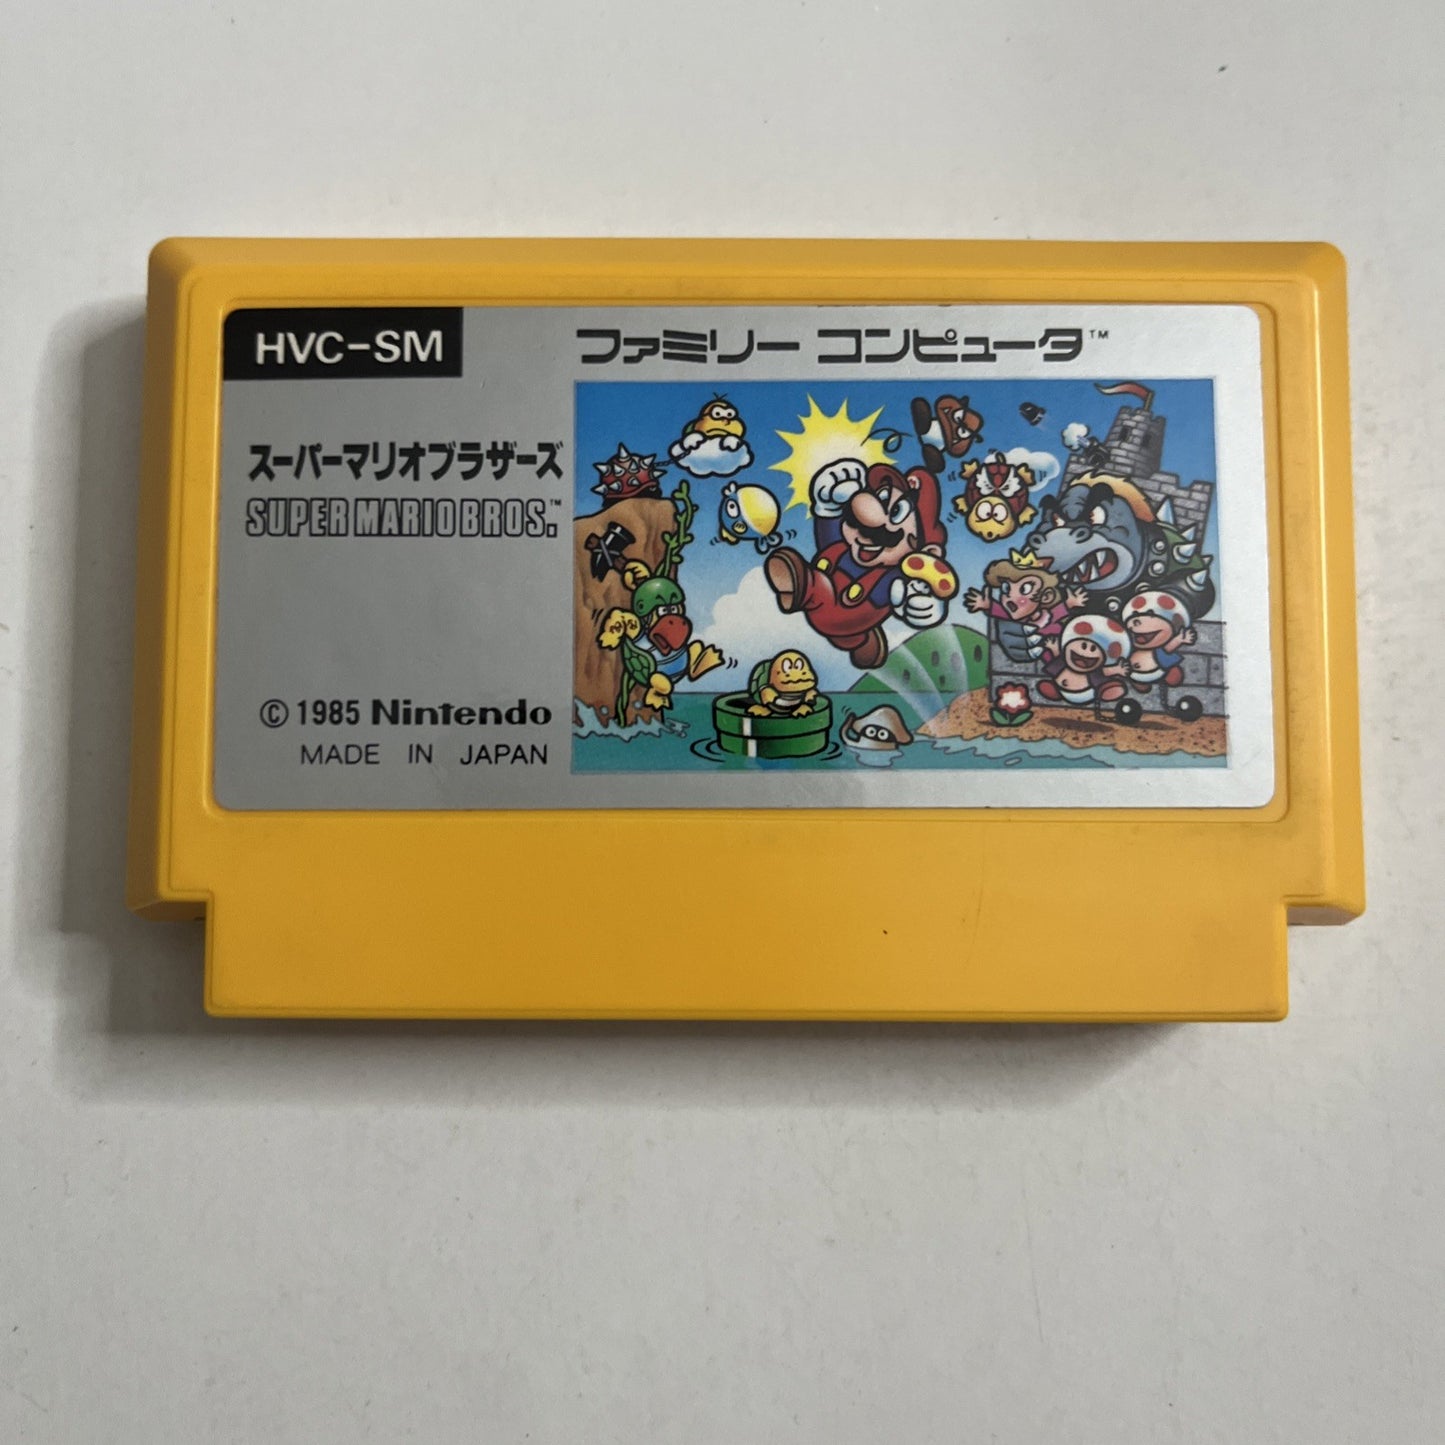 HVC-SM
ファミリー コンピュータ™
スーパーマリオブラザーズ
SUPER MARIO BROS.™
© 1985 Nintendo
MADE IN JAPAN